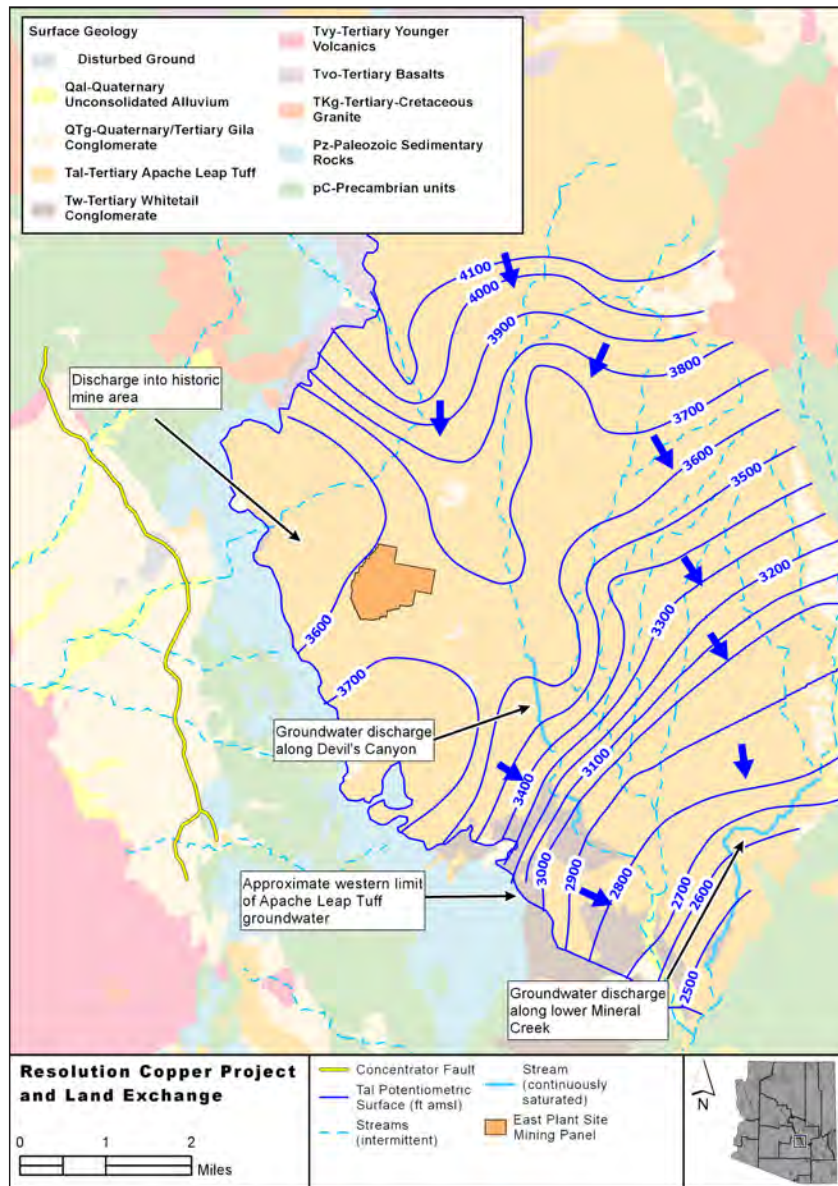 Surface Geology
Disturbed Ground
Qal-Quaternary
Unconsolidated Alluvium
QTg-Quaternary/Tertiary Gila
Conglomerate
Tal-Tertiary Apache Leap Tuff
Tw-Tertiary Whitetail
Conglomerate
Tvy-Tertiary Younger
Volcanics
Tvo-Tertiary Basalts
TKg-Tertiary-Cretaceous
Granite
Pz-Paleozoic Sedimentary
Rocks
pC-Precambrian units
4100
4000
3900
3800
3700
3600
3500
3200
3300
3100
3400
3600
3700
3000
2900
2800
2700
2600
2500
Discharge into historic
mine area
Groundwater discharge
along Devil's Canyon
Approximate western limit
of Apache Leap Tuff
groundwater
Groundwater discharge
along lower Mineral
Creek
Resolution Copper Project
and Land Exchange
0 1 2
Miles
Concentrator Fault
Tal Potentiometric
Surface (ft amsl)
Streams
(intermittent)
Stream
(continuously
saturated)
East Plant Site
Mining Panel
N